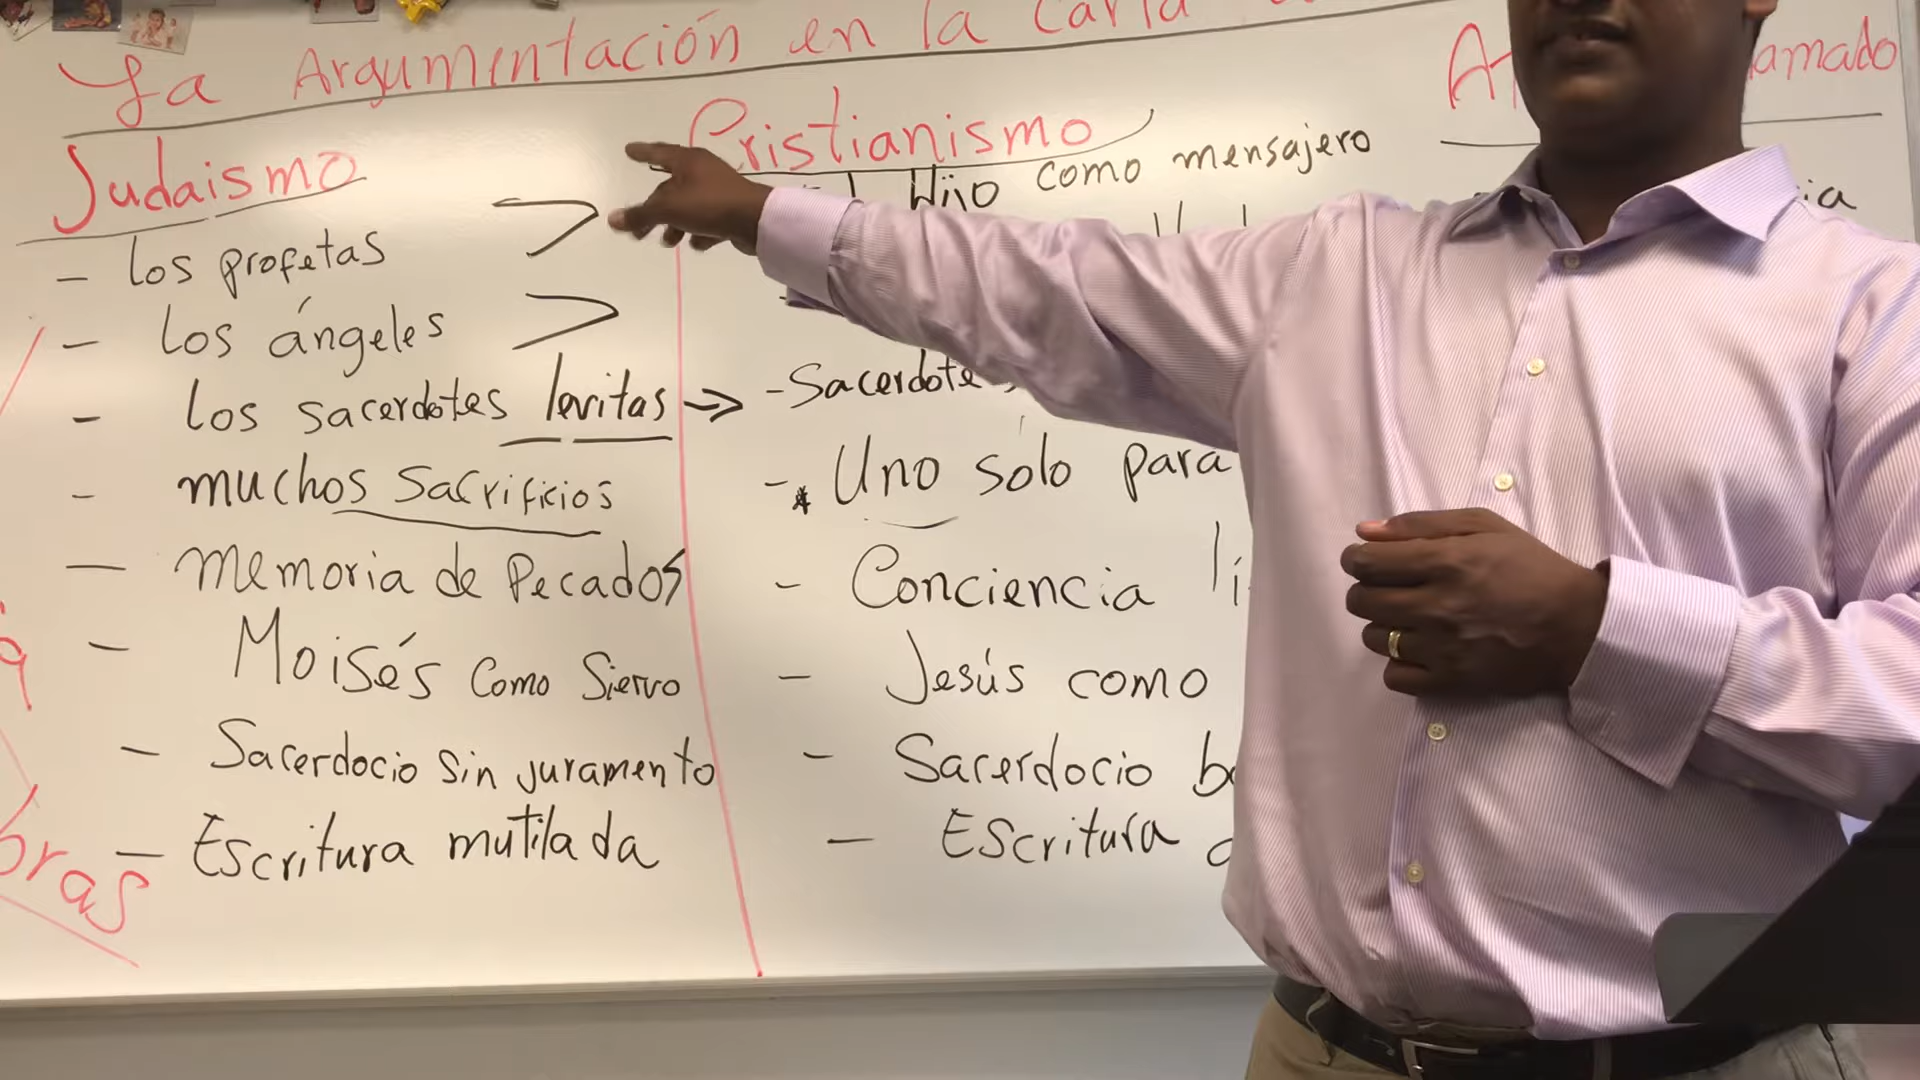 La Argumentación en la Carta
Judaismo
- los profetas >
- los ángeles >
- los sacerdotes levitas →
- muchos Sacrificios
- memoria de Pecados
- Moisés como Siervo
- Sacerdocio sin juramento
- Escritura mutilada
Cristianismo
Hijo como mensajero
- Sacerdote
- * Uno solo para
- Conciencia
- Jesús como
- Sacerdocio
- Escritura
bras